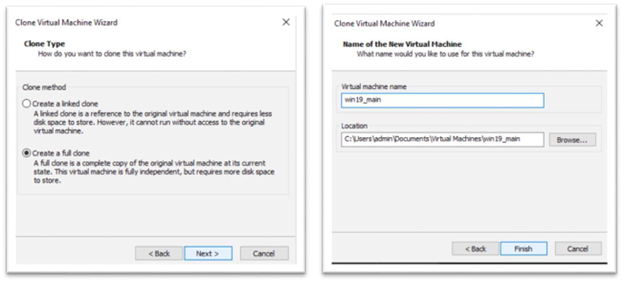 Clone Virtual Machine Wizard
Clone Type
How do you want to clone this virtual machine?
Clone method
Create a linked clone
A linked clone is a reference to the original virtual machine and requires less
disk space to store. However, it cannot run without access to the original
virtual machine.
Create a full clone
A full clone is a complete copy of the original virtual machine at its current
state. This virtual machine is fully independent, but requires more disk space
to store.
< Back Next > Cancel
Clone Virtual Machine Wizard
Name of the New Virtual Machine
What name would you like to use for this virtual machine?
Virtual machine name
win19_main
Location
C:\Users\admin\Documents\Virtual Machines\win19_main Browse...
< Back Finish Cancel